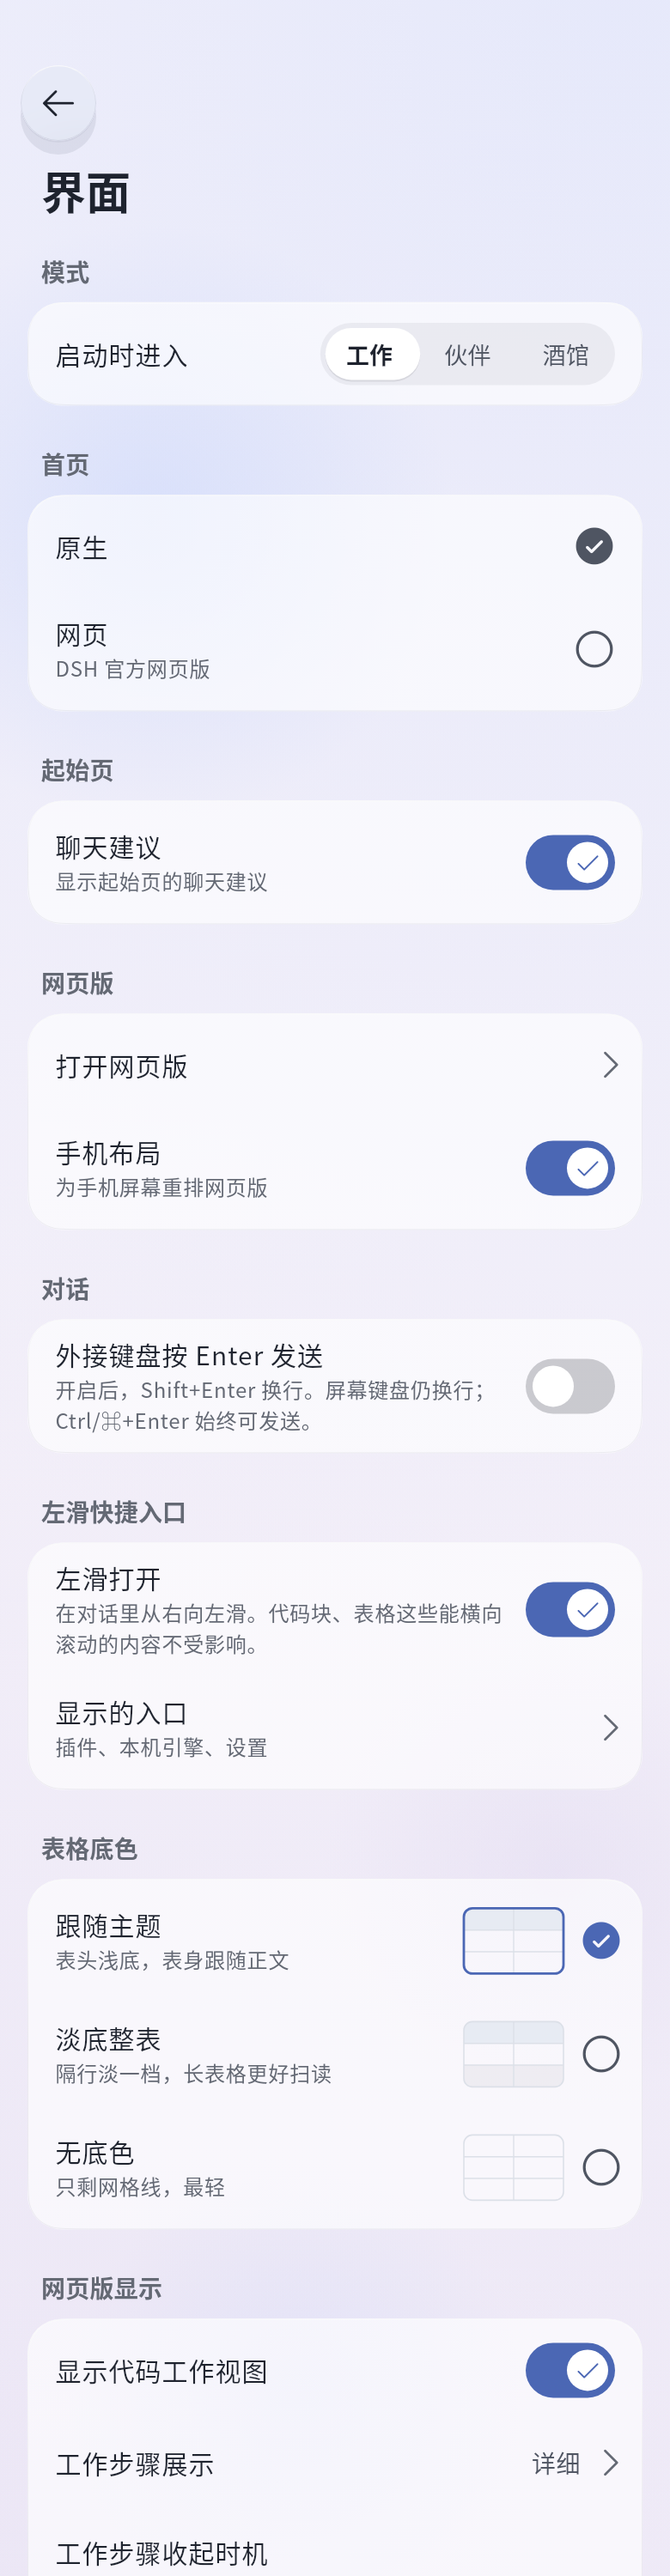 界面
模式
启动时进入
工作 伙伴 酒馆
首页
原生
网页
DSH 官方网页版
起始页
聊天建议
显示起始页的聊天建议
网页版
打开网页版
手机布局
为手机屏幕重排网页版
对话
外接键盘按 Enter 发送
开启后，Shift+Enter 换行。屏幕键盘仍换行；
Ctrl/⌘+Enter 始终可发送。
左滑快捷入口
左滑打开
在对话里从右向左滑。代码块、表格这些能横向
滚动的内容不受影响。
显示的入口
插件、本机引擎、设置
表格底色
跟随主题
表头浅底，表身跟随正文
淡底整表
隔行淡一档，长表格更好扫读
无底色
只剩网格线，最轻
网页版显示
显示代码工作视图
工作步骤展示
详细
工作步骤收起时机